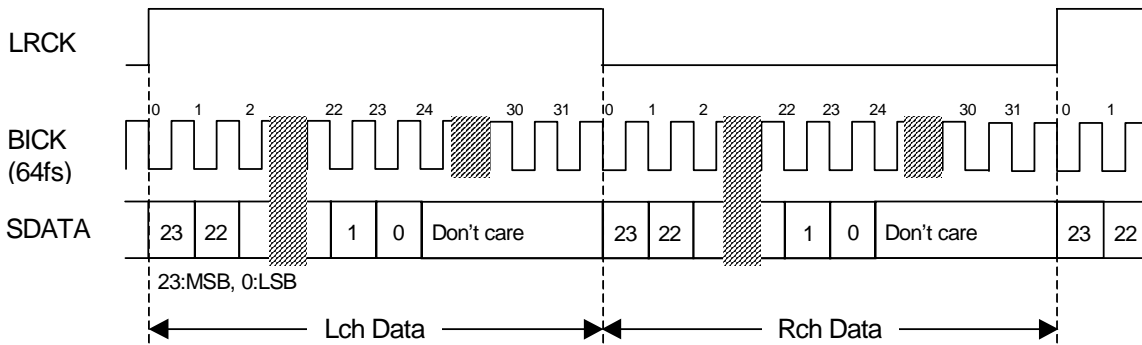 LRCK
0 1 2 22 23 24 30 31 0 1 2 22 23 24 30 31 0 1
BICK
(64fs)
SDATA 23 22 1 0 Don't care 23 22 1 0 Don't care 23 22
23:MSB, 0:LSB
Lch Data Rch Data